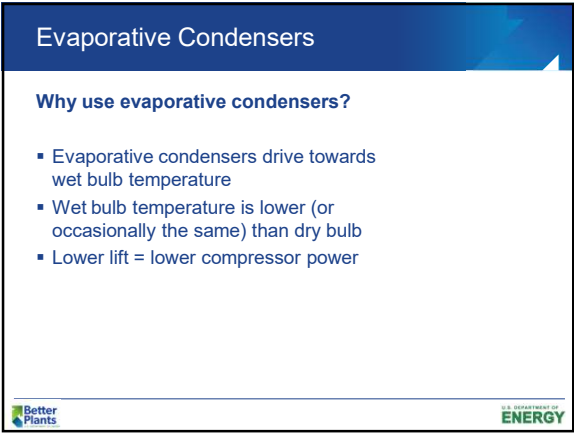 Evaporative Condensers
Why use evaporative condensers?
▪ Evaporative condensers drive towards
wet bulb temperature
▪ Wet bulb temperature is lower (or
occasionally the same) than dry bulb
▪ Lower lift = lower compressor power
Better
Plants
U.S. DEPARTMENT OF
ENERGY